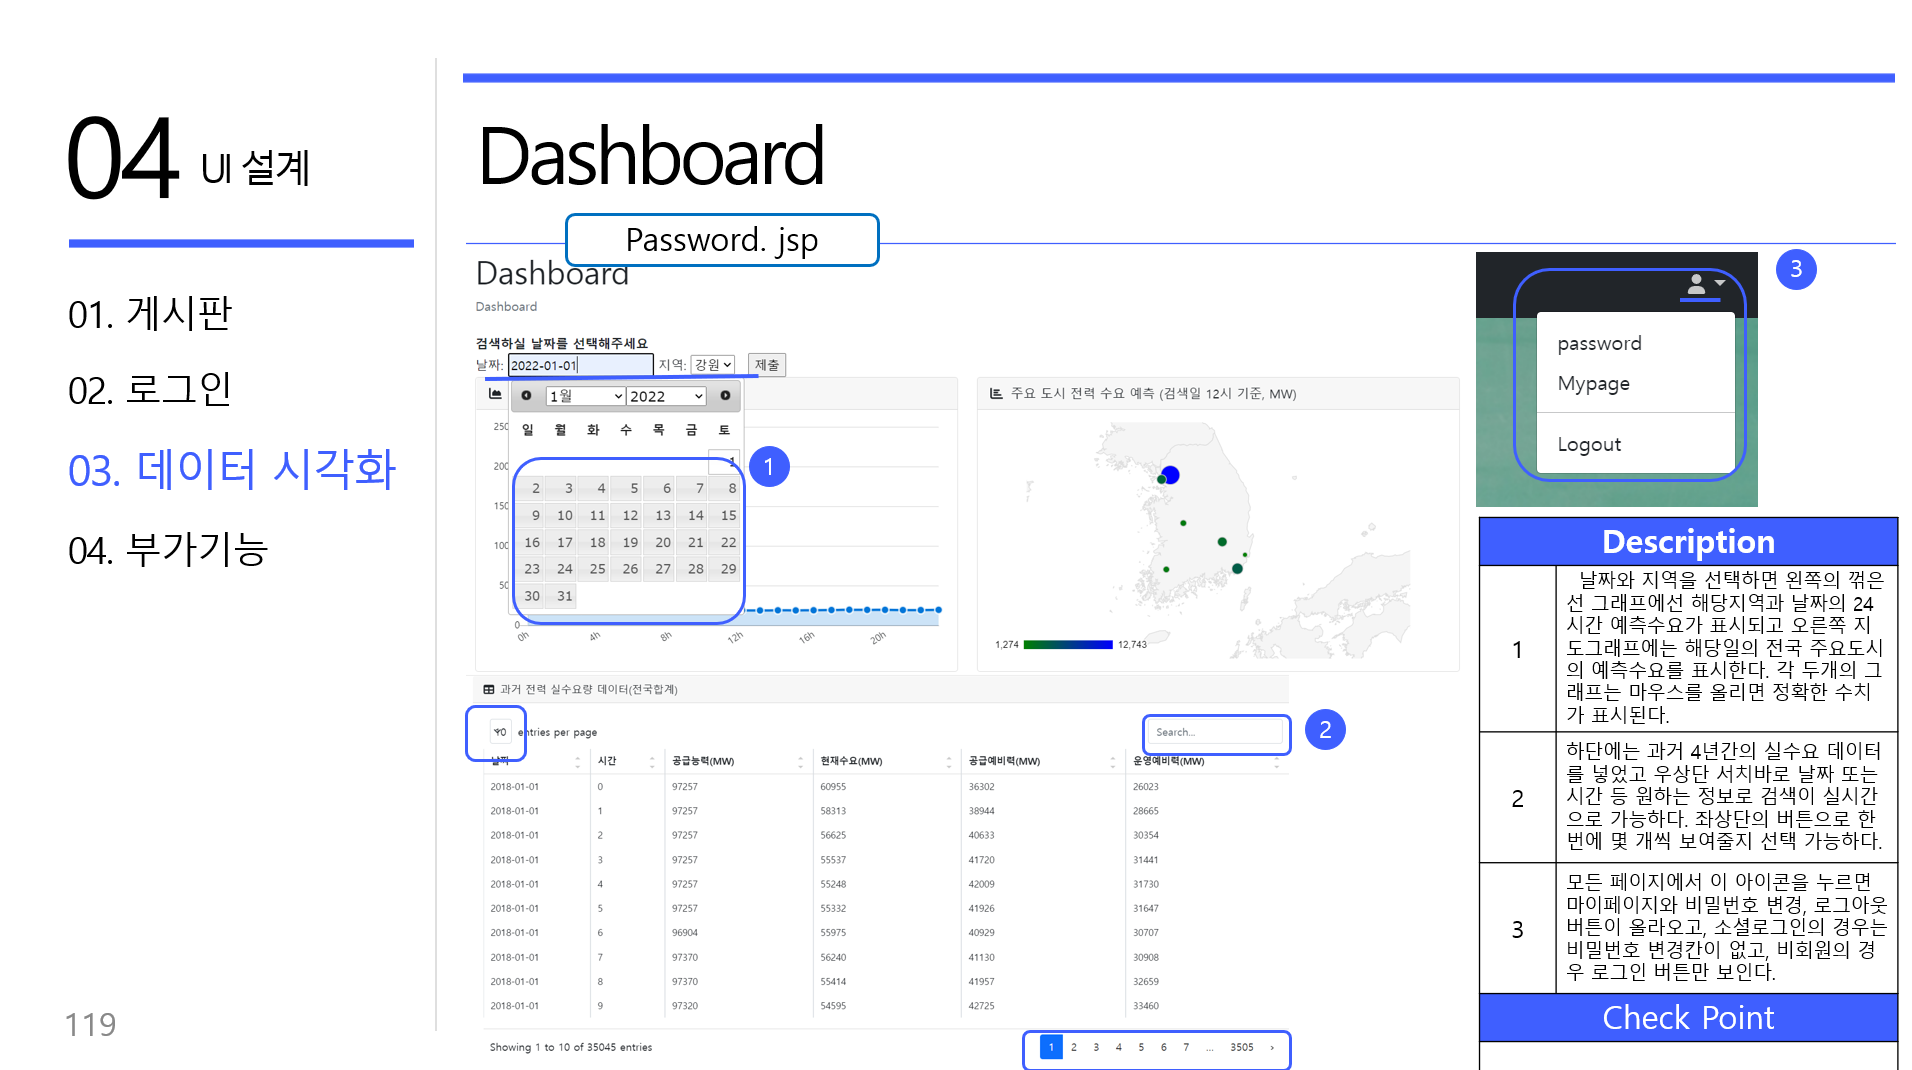 04 UI 설계
01. 게시판
02. 로그인
03. 데이터 시각화
04. 부가기능
119
Dashboard
Password. jsp
Dashboard
Dashboard
검색하실 날짜를 선택해주세요
날짜: 2022-01-01 지역: 강원 제출
1월 2022
일 월 화 수 목 금 토
1
2 3 4 5 6 7 8
9 10 11 12 13 14 15
16 17 18 19 20 21 22
23 24 25 26 27 28 29
30 31
250
200
150
100
50
0
0h 4h 8h 12h 16h 20h
1
주요 도시 전력 수요 예측 (검색일 12시 기준, MW)
1,274 12,743
과거 전력 실수요량 데이터(전국합계)
10 entries per page
Search...
2
날짜 시간 공급능력(MW) 현재수요(MW) 공급예비력(MW) 운영예비력(MW)
2018-01-01 0 97257 60955 36302 26023
2018-01-01 1 97257 58313 38944 28665
2018-01-01 2 97257 56625 40633 30354
2018-01-01 3 97257 55537 41720 31441
2018-01-01 4 97257 55248 42009 31730
2018-01-01 5 97257 55332 41926 31647
2018-01-01 6 96904 55975 40929 30707
2018-01-01 7 97370 56240 41130 30908
2018-01-01 8 97370 55414 41957 32659
2018-01-01 9 97320 54595 42725 33460
Showing 1 to 10 of 35045 entries
1 2 3 4 5 6 7 ... 3505 ›
3
password
Mypage
Logout
Description
1
날짜와 지역을 선택하면 왼쪽의 꺾은
선 그래프에선 해당지역과 날짜의 24
시간 예측수요가 표시되고 오른쪽 지
도그래프에는 해당일의 전국 주요도시
의 예측수요를 표시한다. 각 두개의 그
래프는 마우스를 올리면 정확한 수치
가 표시된다.
2
하단에는 과거 4년간의 실수요 데이터
를 넣었고 우상단 서치바로 날짜 또는
시간 등 원하는 정보로 검색이 실시간
으로 가능하다. 좌상단의 버튼으로 한
번에 몇 개씩 보여줄지 선택 가능하다.
3
모든 페이지에서 이 아이콘을 누르면
마이페이지와 비밀번호 변경, 로그아웃
버튼이 올라오고, 소셜로그인의 경우는
비밀번호 변경칸이 없고, 비회원의 경
우 로그인 버튼만 보인다.
Check Point